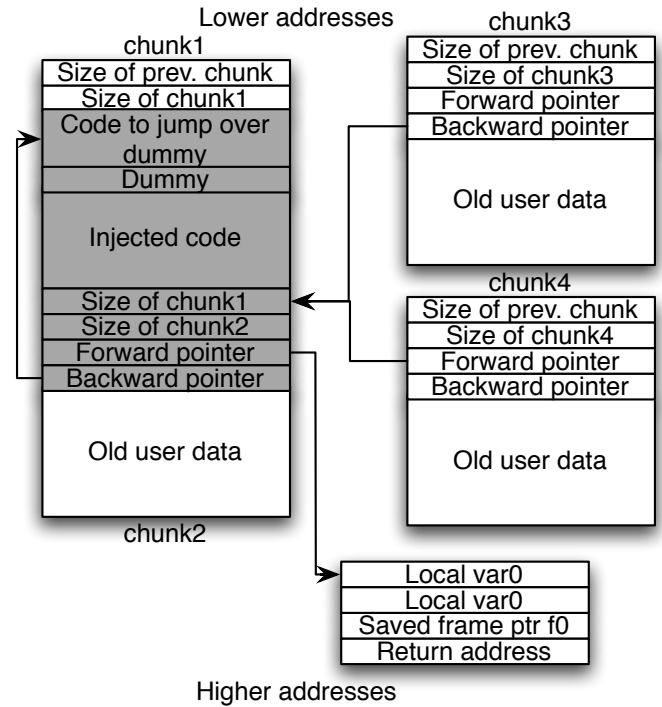 Lower addresses
chunk1
Size of prev. chunk
Size of chunk1
Code to jump over
dummy
Dummy
Injected code
Size of chunk1
Size of chunk2
Forward pointer
Backward pointer
Old user data
chunk2
chunk3
Size of prev. chunk
Size of chunk3
Forward pointer
Backward pointer
Old user data
chunk4
Size of prev. chunk
Size of chunk4
Forward pointer
Backward pointer
Old user data
Local var0
Local var0
Saved frame ptr f0
Return address
Higher addresses